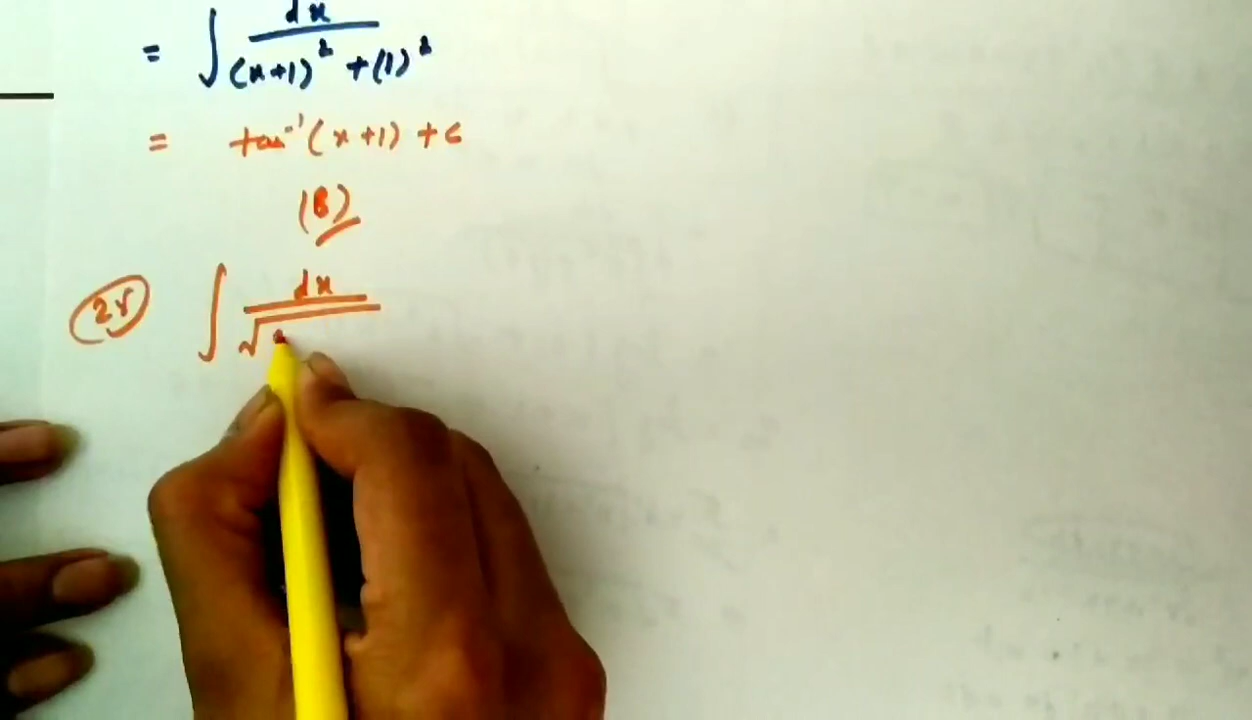 = ∫ dx / (x+1)² + (1)²
= tan⁻¹(x+1) + c
(B)
25 ∫ dx / √